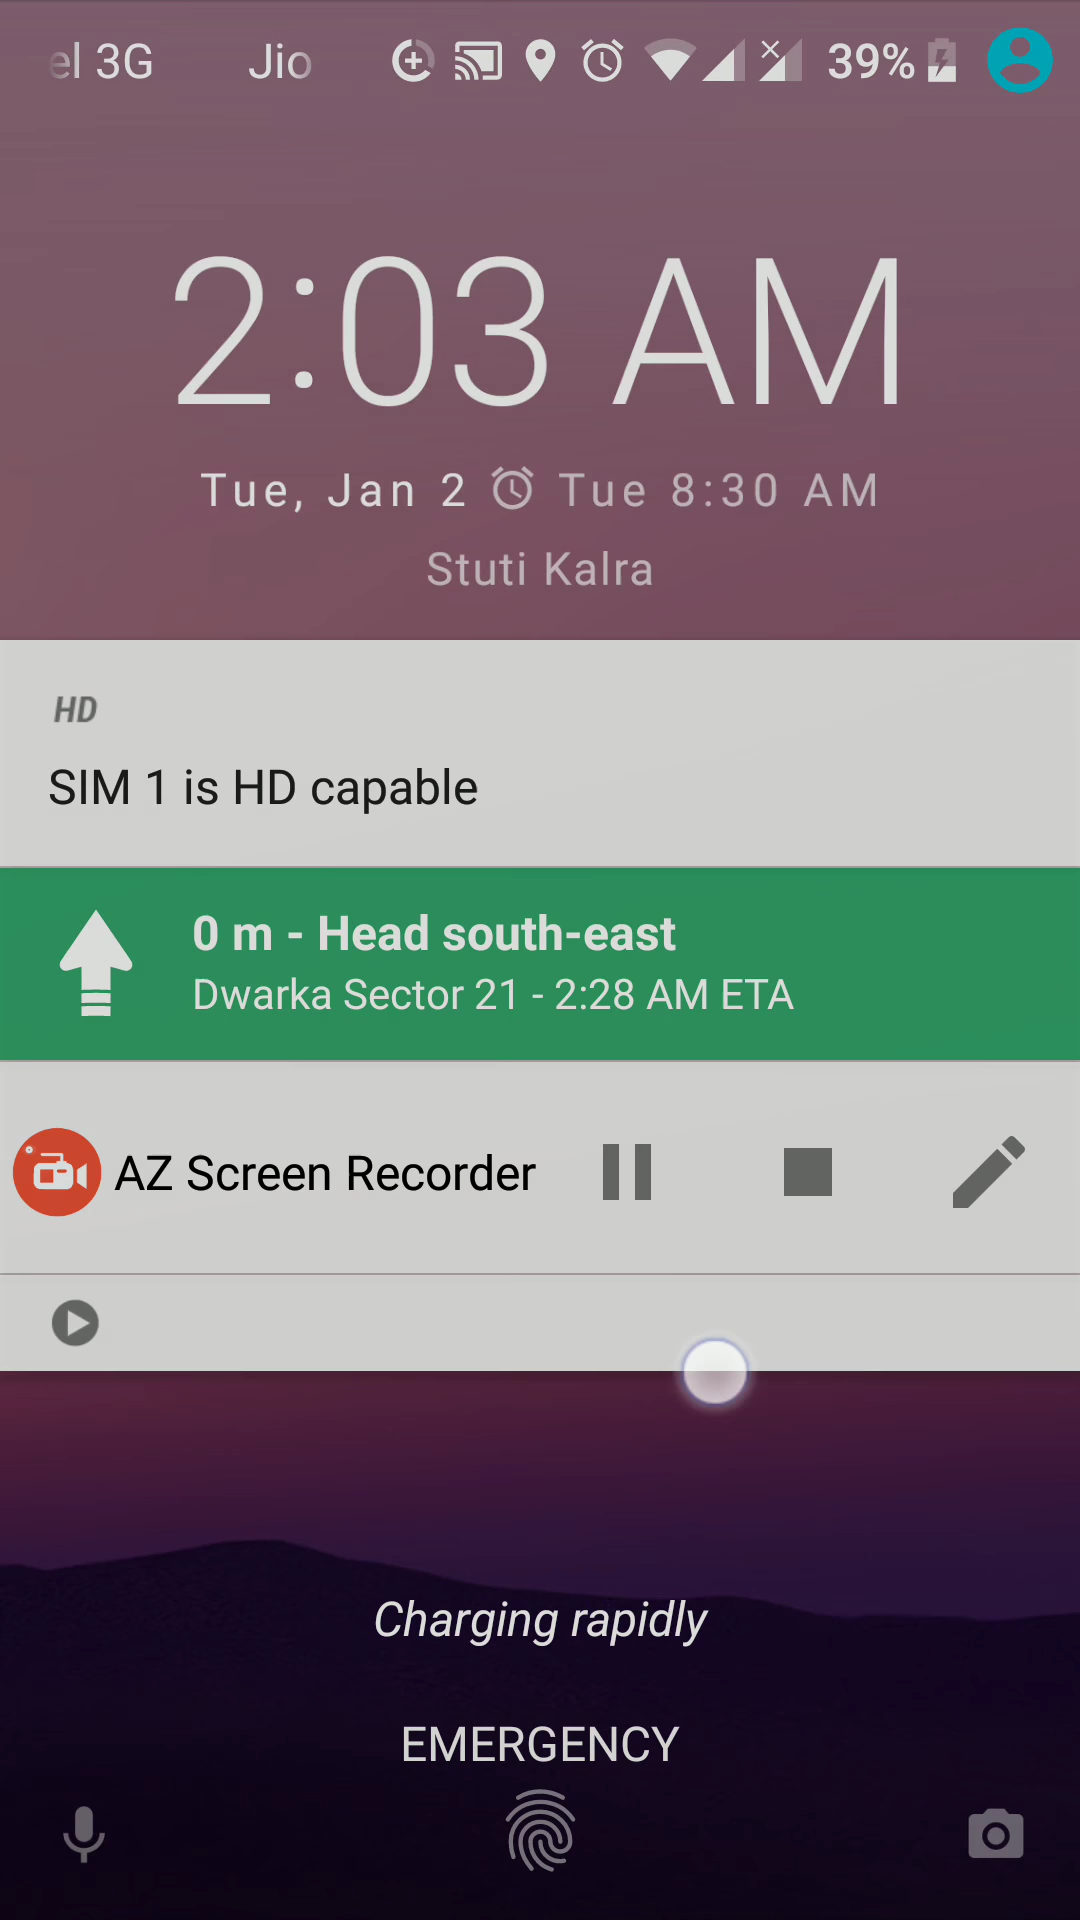 el 3G Jio 39%
2:03 AM
Tue, Jan 2 Tue 8:30 AM
Stuti Kalra
HD
SIM 1 is HD capable
0 m - Head south-east
Dwarka Sector 21 - 2:28 AM ETA
AZ Screen Recorder
Charging rapidly
EMERGENCY